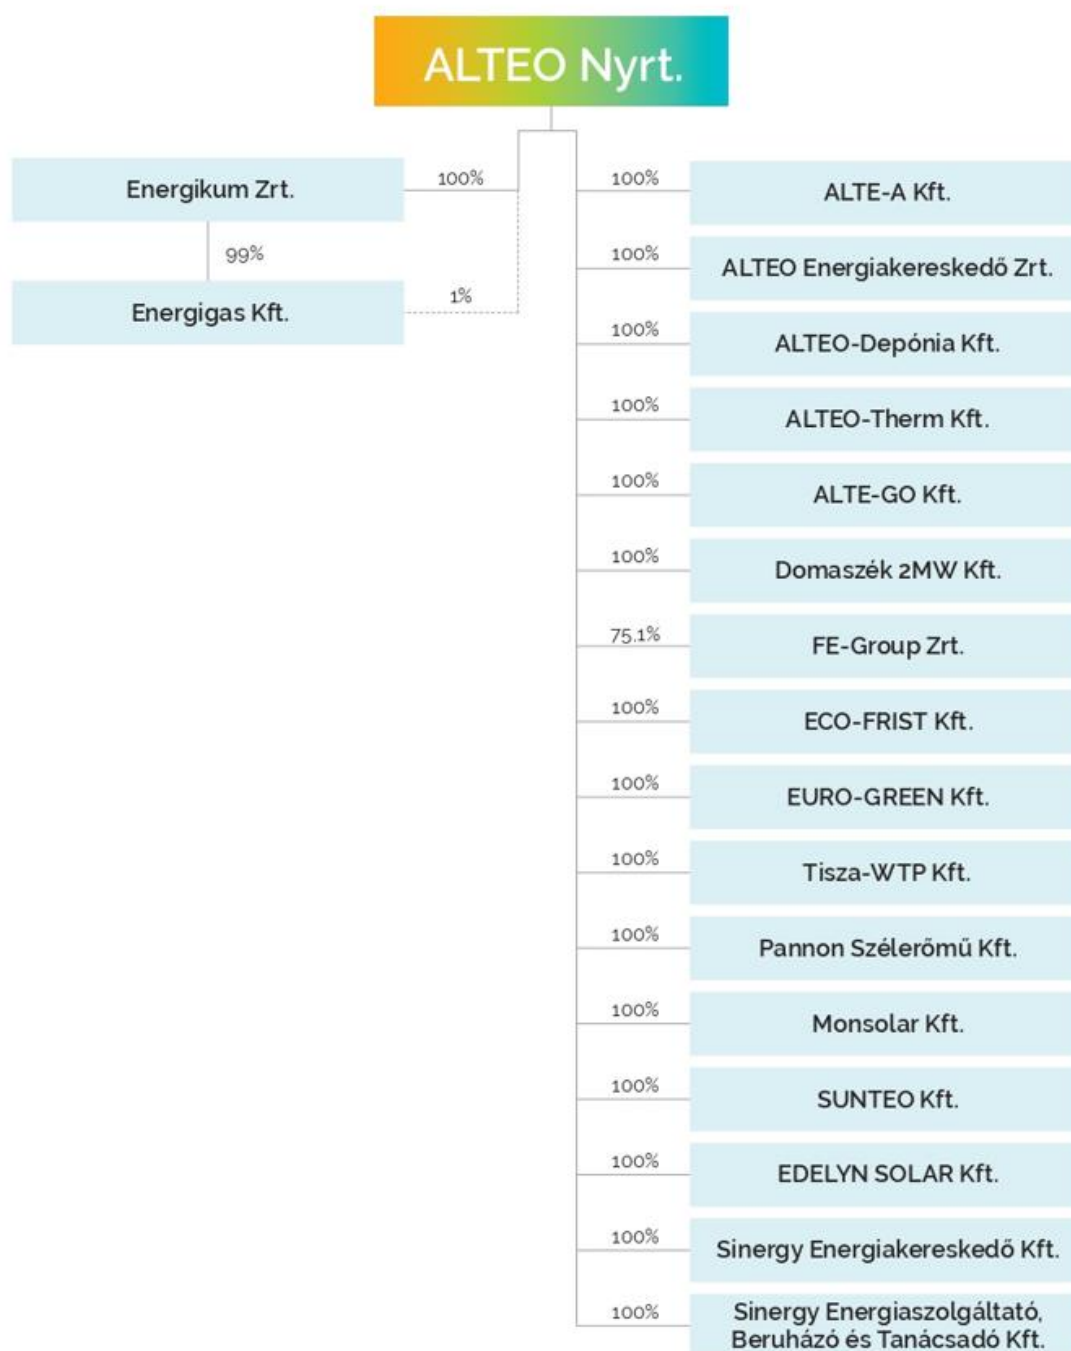 ALTEO Nyrt.
Energikum Zrt.
100%
99%
Energigas Kft.
1%
100%
ALTE-A Kft.
100%
ALTEO Energiakereskedő Zrt.
100%
ALTEO-Depónia Kft.
100%
ALTEO-Therm Kft.
100%
ALTE-GO Kft.
100%
Domaszék 2MW Kft.
75.1%
FE-Group Zrt.
100%
ECO-FRIST Kft.
100%
EURO-GREEN Kft.
100%
Tisza-WTP Kft.
100%
Pannon Szélerőmű Kft.
100%
Monsolar Kft.
100%
SUNTEO Kft.
100%
EDELYN SOLAR Kft.
100%
Sinergy Energiakereskedő Kft.
100%
Sinergy Energiaszolgáltató,
Beruházó és Tanácsadó Kft.